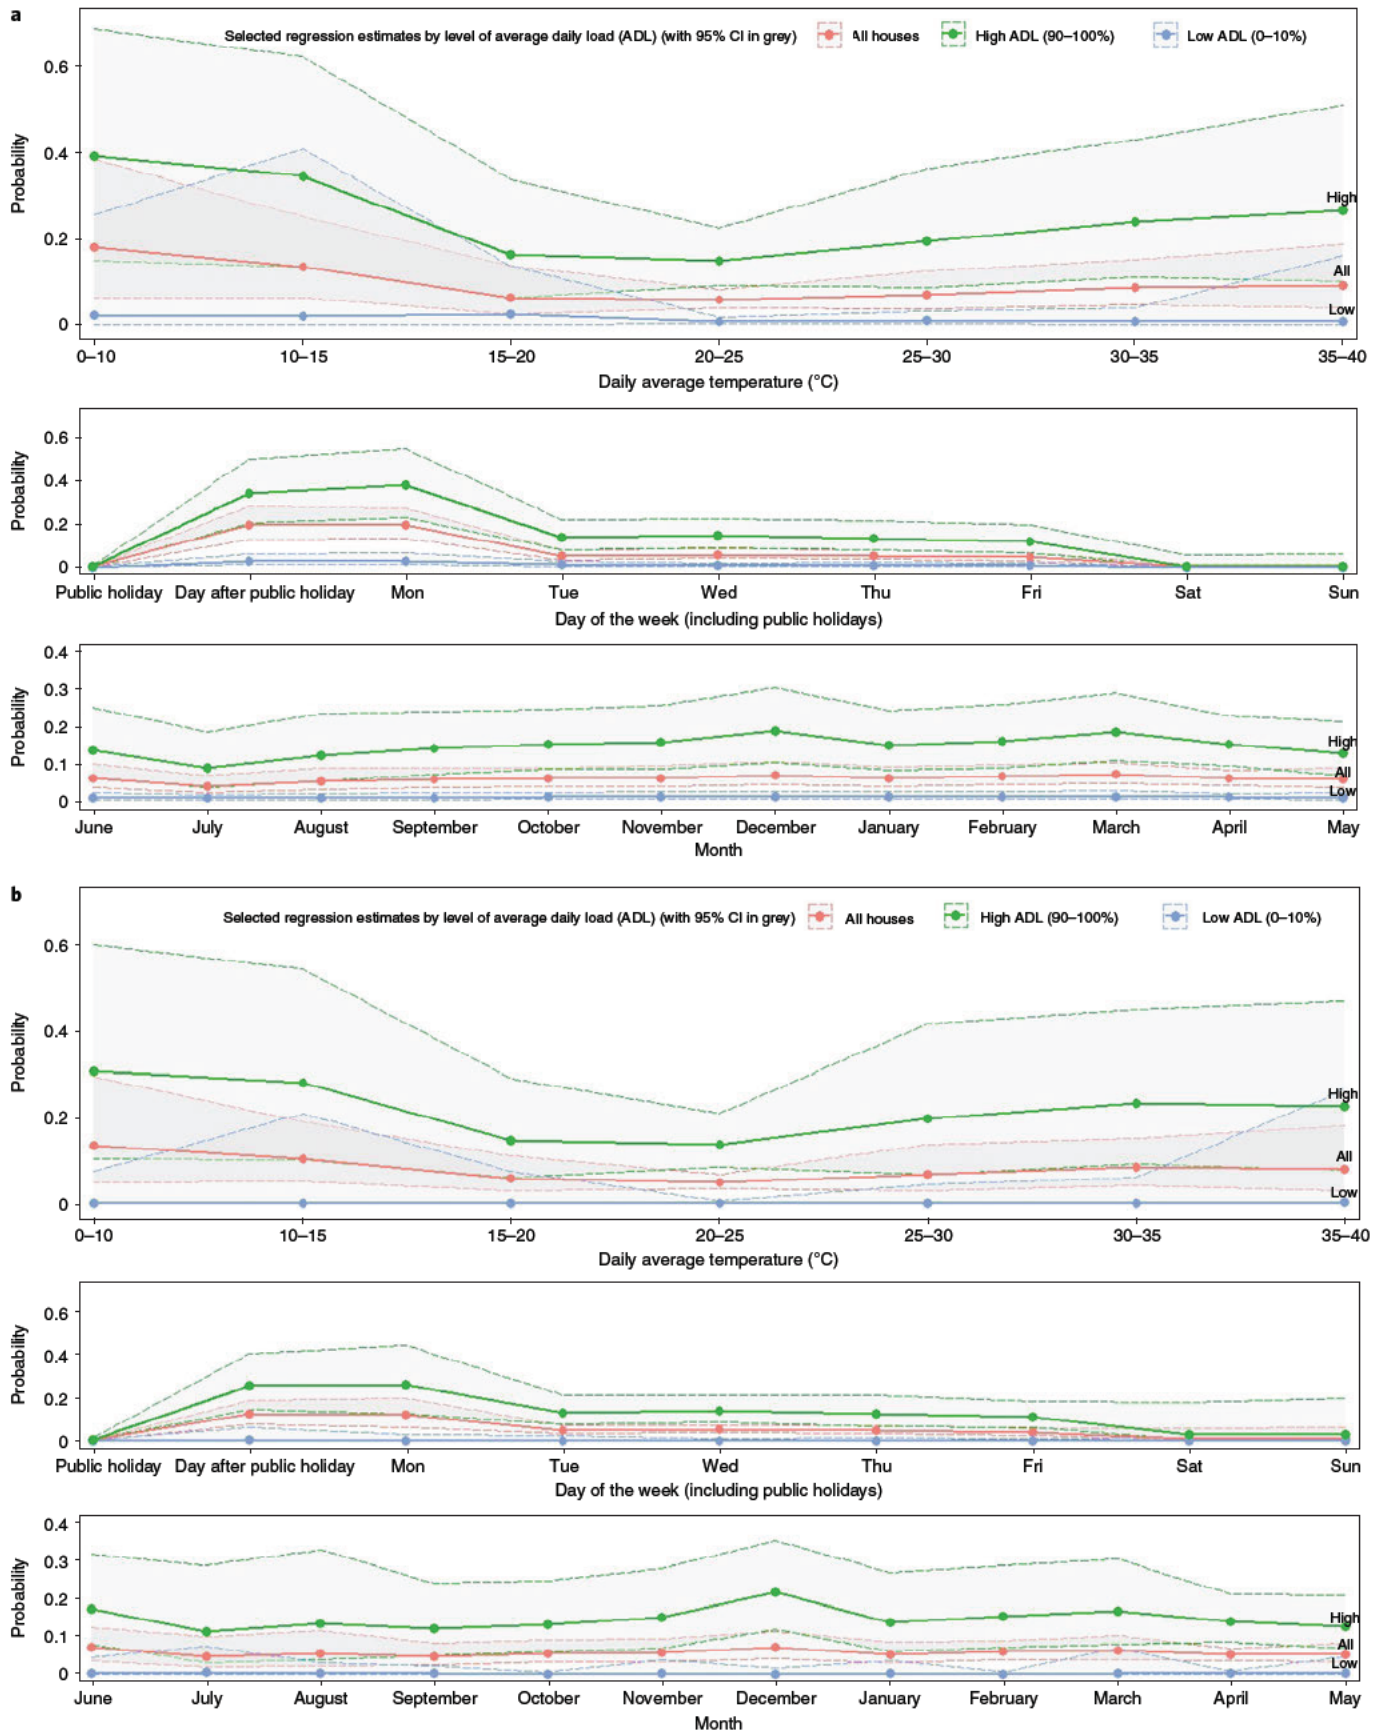 a
Selected regression estimates by level of average daily load (ADL) (with 95% CI in grey) All houses High ADL (90–100%) Low ADL (0–10%)
0.6
0.4
0.2
0
Probability
High
All
Low
0–10 10–15 15–20 20–25 25–30 30–35 35–40
Daily average temperature (°C)
0.6
0.4
0.2
0
Probability
Public holiday Day after public holiday Mon Tue Wed Thu Fri Sat Sun
Day of the week (including public holidays)
0.4
0.3
0.2
0.1
0
Probability
High
All
Low
June July August September October November December January February March April May
Month
b
Selected regression estimates by level of average daily load (ADL) (with 95% CI in grey) All houses High ADL (90–100%) Low ADL (0–10%)
0.6
0.4
0.2
0
Probability
High
All
Low
0–10 10–15 15–20 20–25 25–30 30–35 35–40
Daily average temperature (°C)
0.6
0.4
0.2
0
Probability
Public holiday Day after public holiday Mon Tue Wed Thu Fri Sat Sun
Day of the week (including public holidays)
0.4
0.3
0.2
0.1
0
Probability
High
All
Low
June July August September October November December January February March April May
Month